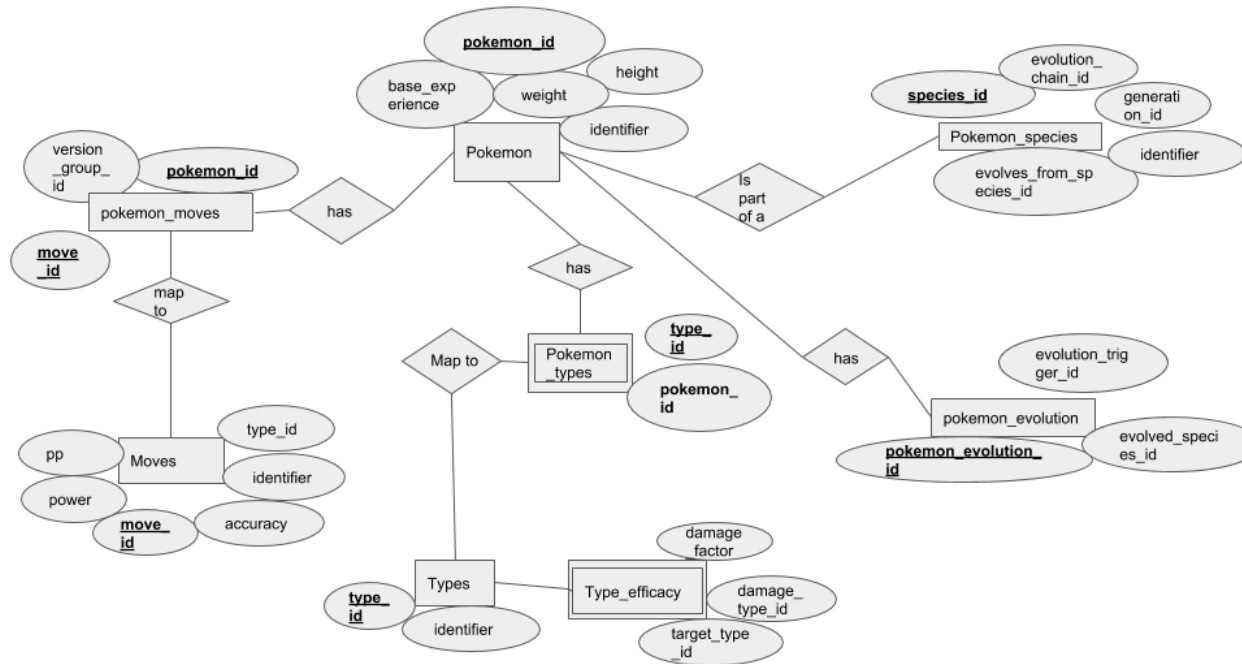 pokemon_id
base_exp
erience
weight
height
identifier
Pokemon
version
_group_
id
pokemon_id
pokemon_moves
move
_id
has
map
to
pp
power
Moves
type_id
identifier
move_
id
accuracy
has
Map to
Pokemon
_types
type_
id
pokemon_
id
Types
type_
id
identifier
Type_efficacy
damage
_factor
damage_
type_id
target_type
_id
Is
part
of a
species_id
evolution_
chain_id
generati
on_id
Pokemon_species
identifier
evolves_from_sp
ecies_id
has
evolution_trig
ger_id
pokemon_evolution
pokemon_evolution_
id
evolved_speci
es_id